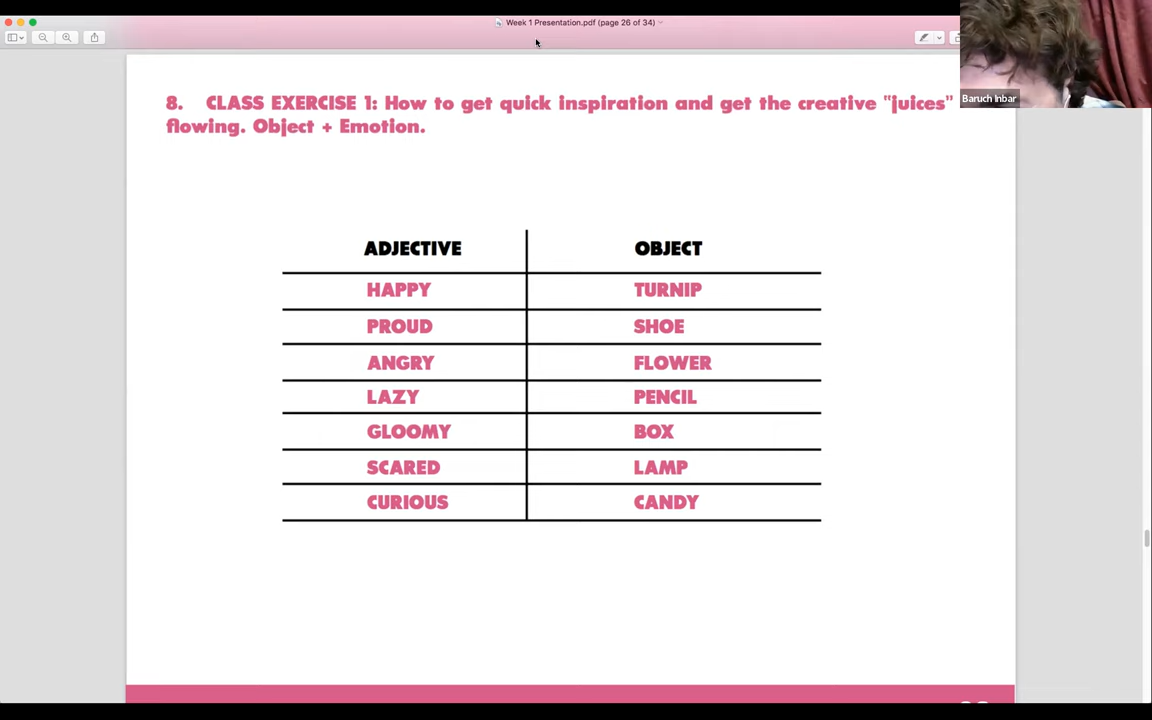 Week 1 Presentation.pdf (page 26 of 34)
Baruch Inbar
8. CLASS EXERCISE 1: How to get quick inspiration and get the creative "juices"
flowing. Object + Emotion.
ADJECTIVE OBJECT
HAPPY TURNIP
PROUD SHOE
ANGRY FLOWER
LAZY PENCIL
GLOOMY BOX
SCARED LAMP
CURIOUS CANDY